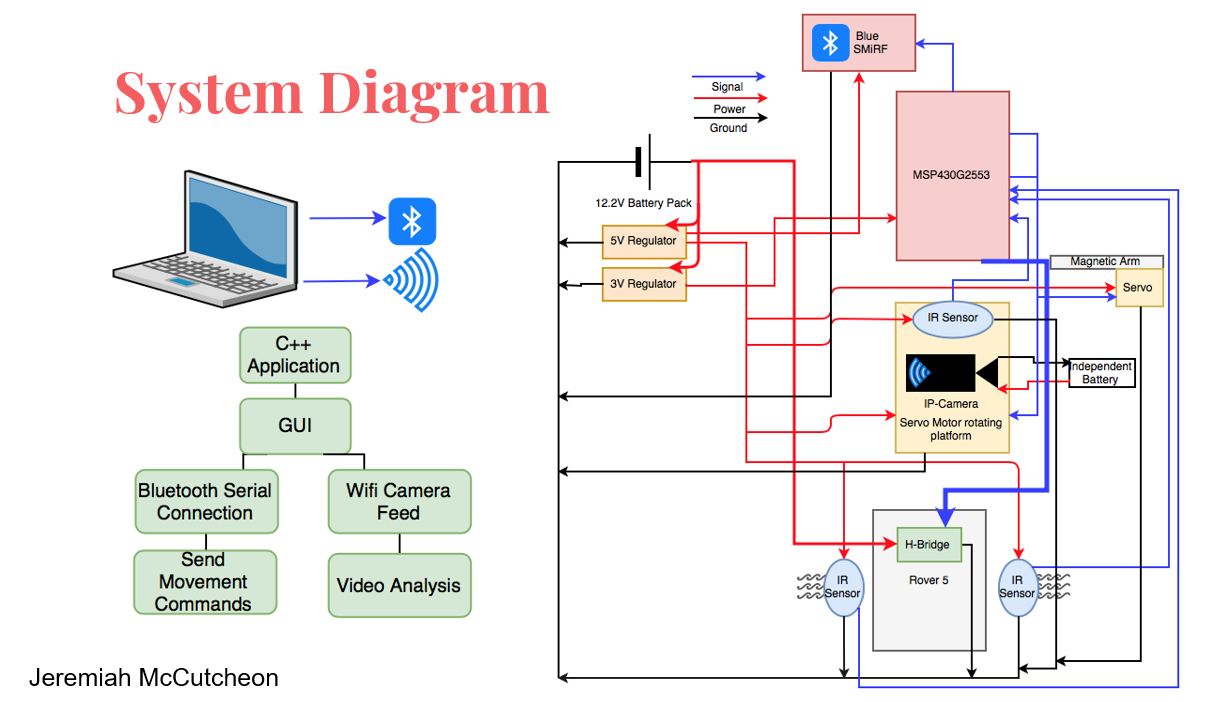 System Diagram
Blue
SMiRF
Signal
Power
Ground
MSP430G2553
12.2V Battery Pack
5V Regulator
3V Regulator
Magnetic Arm
Servo
IR Sensor
Independent
Battery
IP-Camera
Servo Motor rotating
platform
H-Bridge
Rover 5
IR
Sensor
IR
Sensor
C++
Application
GUI
Bluetooth Serial
Connection
Wifi Camera
Feed
Send
Movement
Commands
Video Analysis
Jeremiah McCutcheon